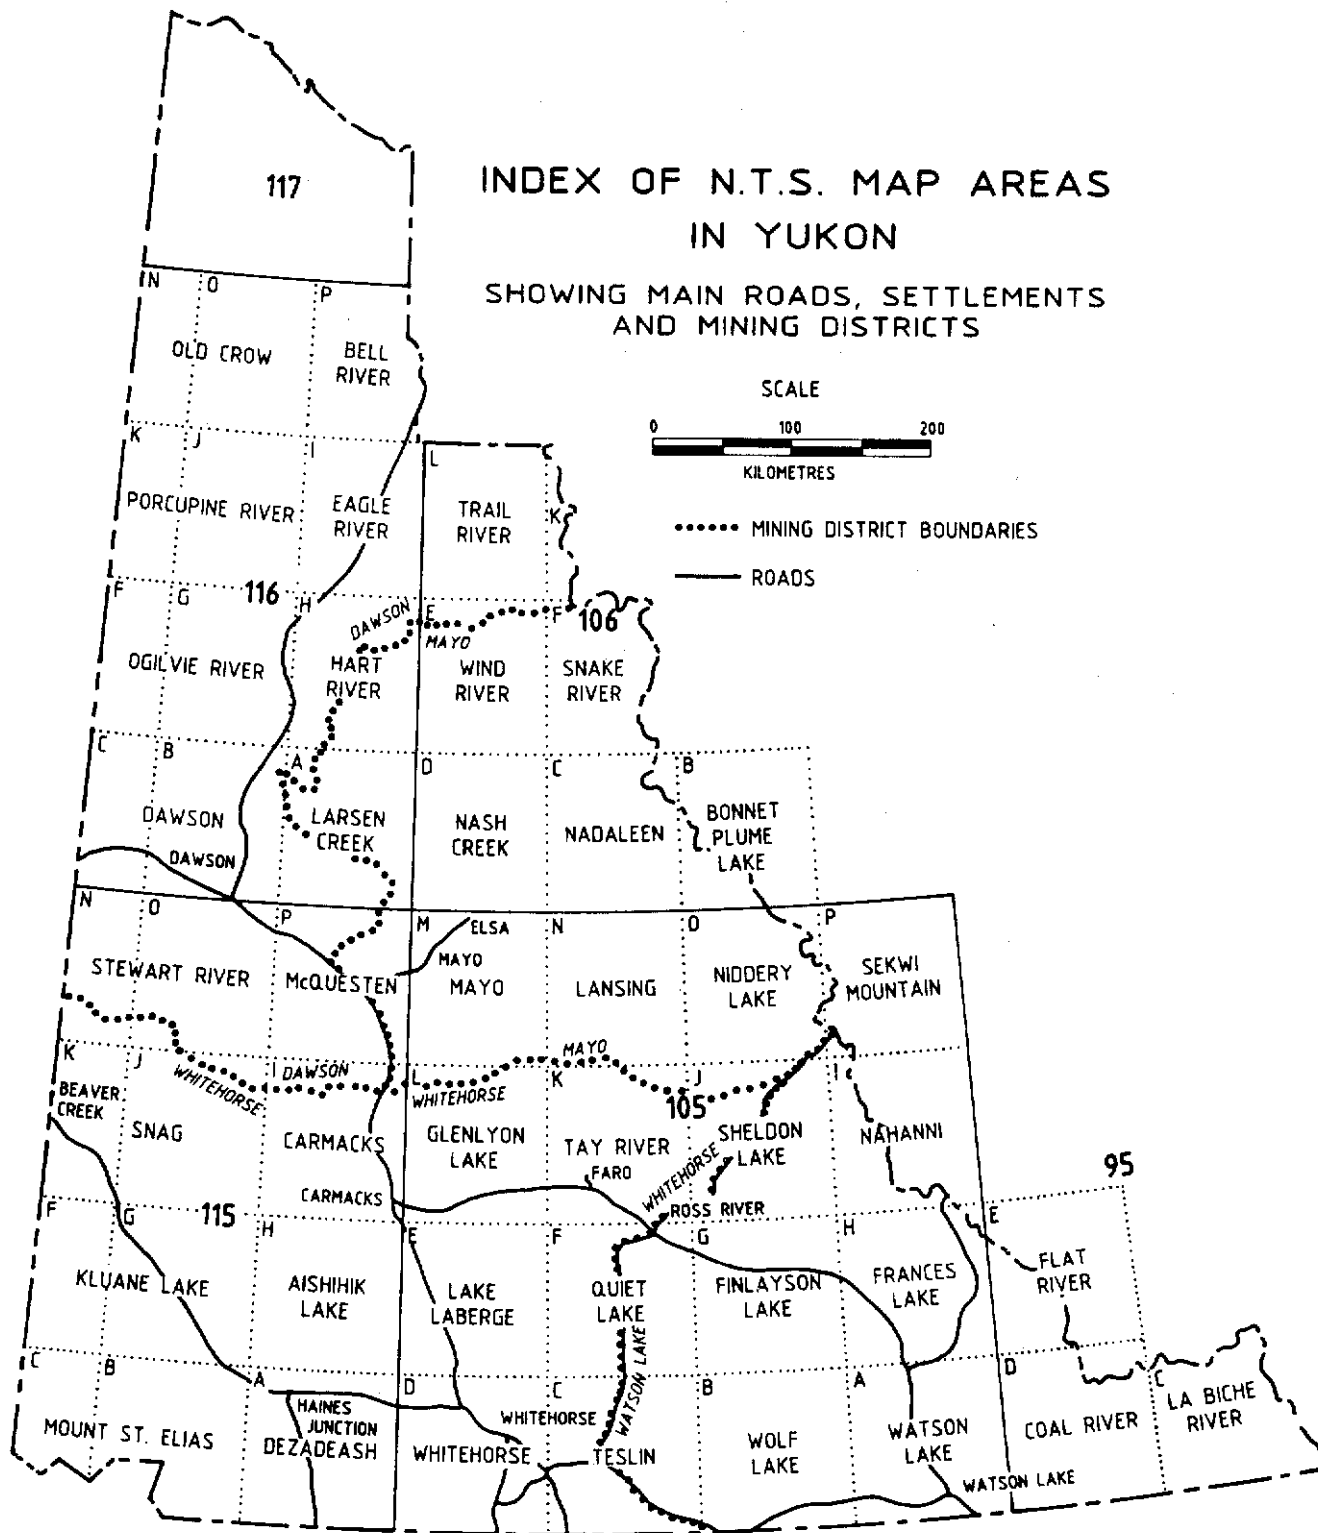 INDEX OF N.T.S. MAP AREAS
IN YUKON
SHOWING MAIN ROADS, SETTLEMENTS
AND MINING DISTRICTS
SCALE
0 100 200
KILOMETRES
MINING DISTRICT BOUNDARIES
ROADS
117
N O P
OLD CROW
BELL
RIVER
K J I L
PORCUPINE RIVER
EAGLE
RIVER
TRAIL
RIVER
K
F G 116 H
DAWSON
E
MAYO
F
106
OGILVIE RIVER
HART
RIVER
WIND
RIVER
SNAKE
RIVER
C B A D C B
DAWSON
DAWSON
LARSEN
CREEK
NASH
CREEK
NADALEEN
BONNET
PLUME
LAKE
N O P M ELSA N O P
STEWART RIVER
McQUESTEN
MAYO
MAYO
LANSING
NIDDERY
LAKE
SEKWI
MOUNTAIN
K J I L K J I
WHITEHORSE
DAWSON
WHITEHORSE
MAYO
105
BEAVER
CREEK
SNAG
CARMACKS
GLENLYON
LAKE
TAY RIVER
FARO
WHITEHORSE
SHELDON
LAKE
NAHANNI
CARMACKS
ROSS RIVER
95
F G 115 H E F G H E
KLUANE LAKE
AISHIHIK
LAKE
LAKE
LABERGE
QUIET
LAKE
FINLAYSON
LAKE
FRANCES
LAKE
FLAT
RIVER
WATSON LAKE
C B A D C B A D C
MOUNT ST. ELIAS
HAINES
JUNCTION
DEZADEASH
WHITEHORSE
WHITEHORSE
TESLIN
WOLF
LAKE
WATSON
LAKE
COAL RIVER
LA BICHE
RIVER
WATSON LAKE